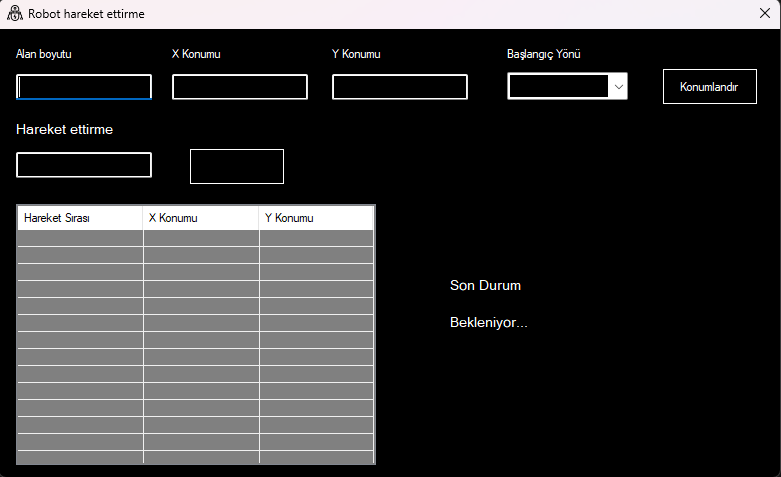 Robot hareket ettirme
Alan boyutu X Konumu Y Konumu Başlangıç Yönü
Konumlandır
Hareket ettirme
Hareket Sırası X Konumu Y Konumu
Son Durum
Bekleniyor...